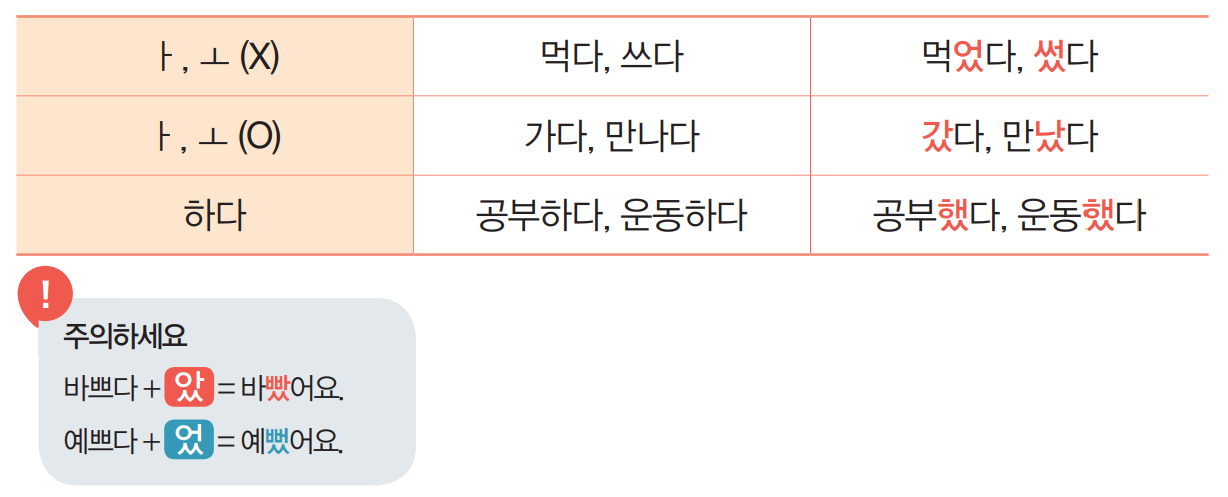 ㅏ, ㅗ (X) 먹다, 쓰다 먹었다, 썼다
ㅏ, ㅗ (O) 가다, 만나다 갔다, 만났다
하다 공부하다, 운동하다 공부했다, 운동했다
!
주의하세요
바쁘다 + 았 = 바빴어요.
예쁘다 + 었 = 예뻤어요.